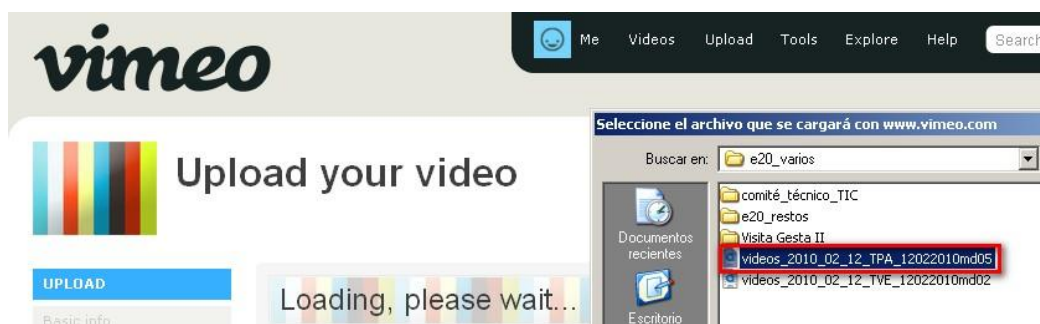 vimeo
Me Videos Upload Tools Explore Help Search
Upload your video
UPLOAD
Basic info
Loading, please wait...
Seleccione el archivo que se cargará con www.vimeo.com
Buscar en: e20_varios
Documentos
recientes
Escritorio
comité_técnico_TIC
e20_restos
Visita Gesta II
videos_2010_02_12_TPA_12022010md05
videos_2010_02_12_TVE_12022010md02